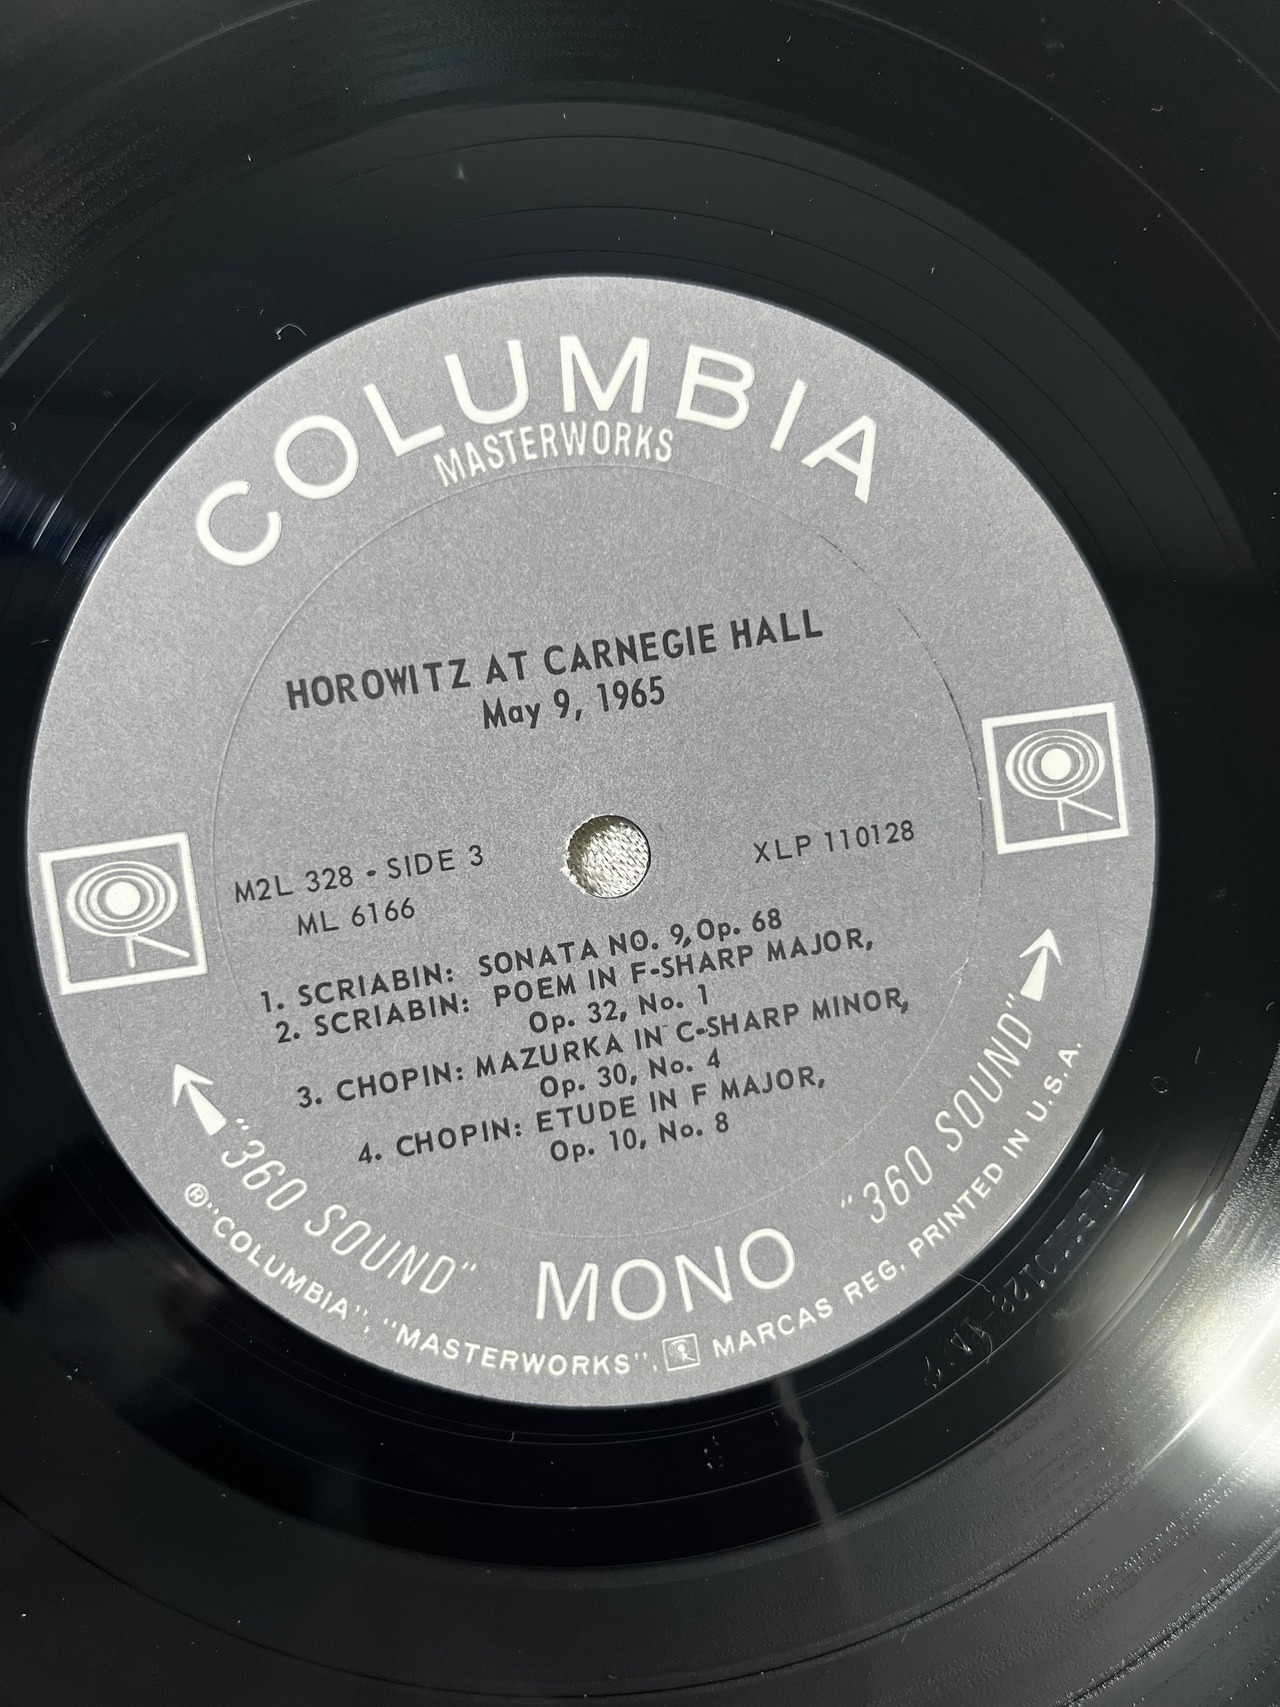 COLUMBIA
MASTERWORKS
HOROWITZ AT CARNEGIE HALL
May 9, 1965
M2L 328 - SIDE 3
ML 6166
XLP 110128
1. SCRIABIN: SONATA NO. 9, Op. 68
2. SCRIABIN: POEM IN F-SHARP MAJOR,
Op. 32, No. 1
3. CHOPIN: MAZURKA IN C-SHARP MINOR,
Op. 30, No. 4
4. CHOPIN: ETUDE IN F MAJOR,
Op. 10, No. 8
"360 SOUND" MONO "360 SOUND"
®"COLUMBIA", "MASTERWORKS", MARCAS REG. PRINTED IN U.S.A.